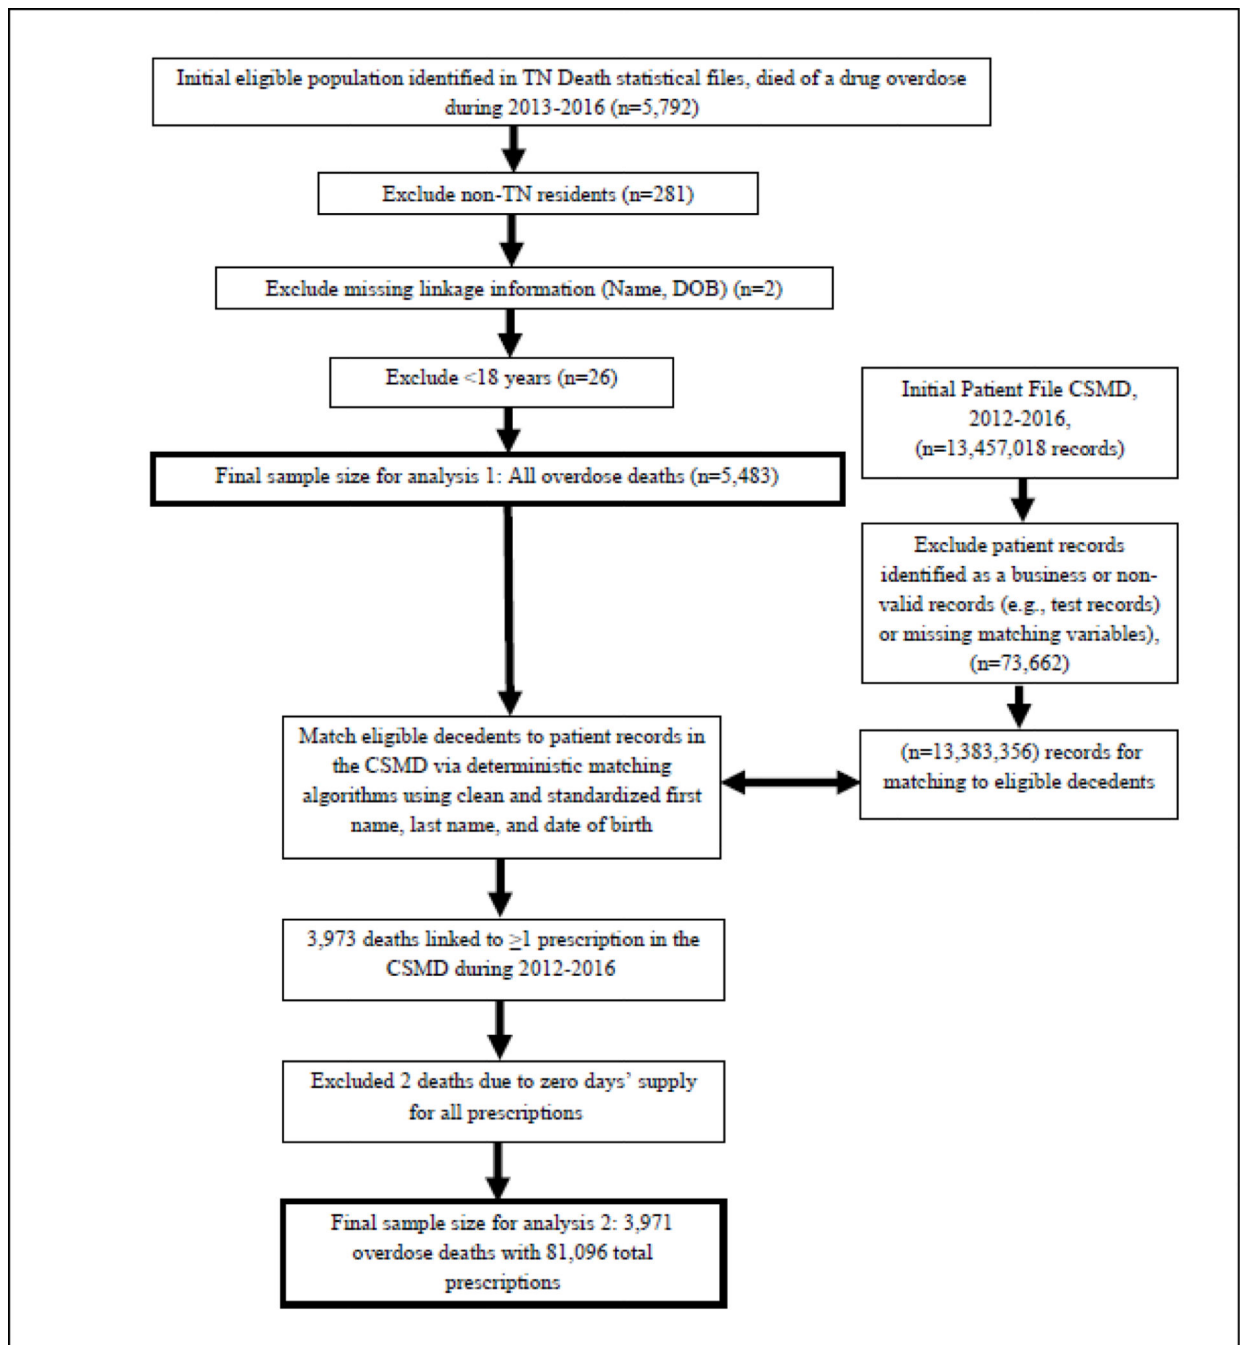 Initial eligible population identified in TN Death statistical files, died of a drug overdose
during 2013-2016 (n=5,792)
Exclude non-TN residents (n=281)
Exclude missing linkage information (Name, DOB) (n=2)
Exclude <18 years (n=26)
Final sample size for analysis 1: All overdose deaths (n=5,483)
Initial Patient File CSMD,
2012-2016,
(n=13,457,018 records)
Exclude patient records
identified as a business or non-
valid records (e.g., test records)
or missing matching variables),
(n=73,662)
(n=13,383,356) records for
matching to eligible decedents
Match eligible decedents to patient records in
the CSMD via deterministic matching
algorithms using clean and standardized first
name, last name, and date of birth
3,973 deaths linked to ≥1 prescription in the
CSMD during 2012-2016
Excluded 2 deaths due to zero days’ supply
for all prescriptions
Final sample size for analysis 2: 3,971
overdose deaths with 81,096 total
prescriptions